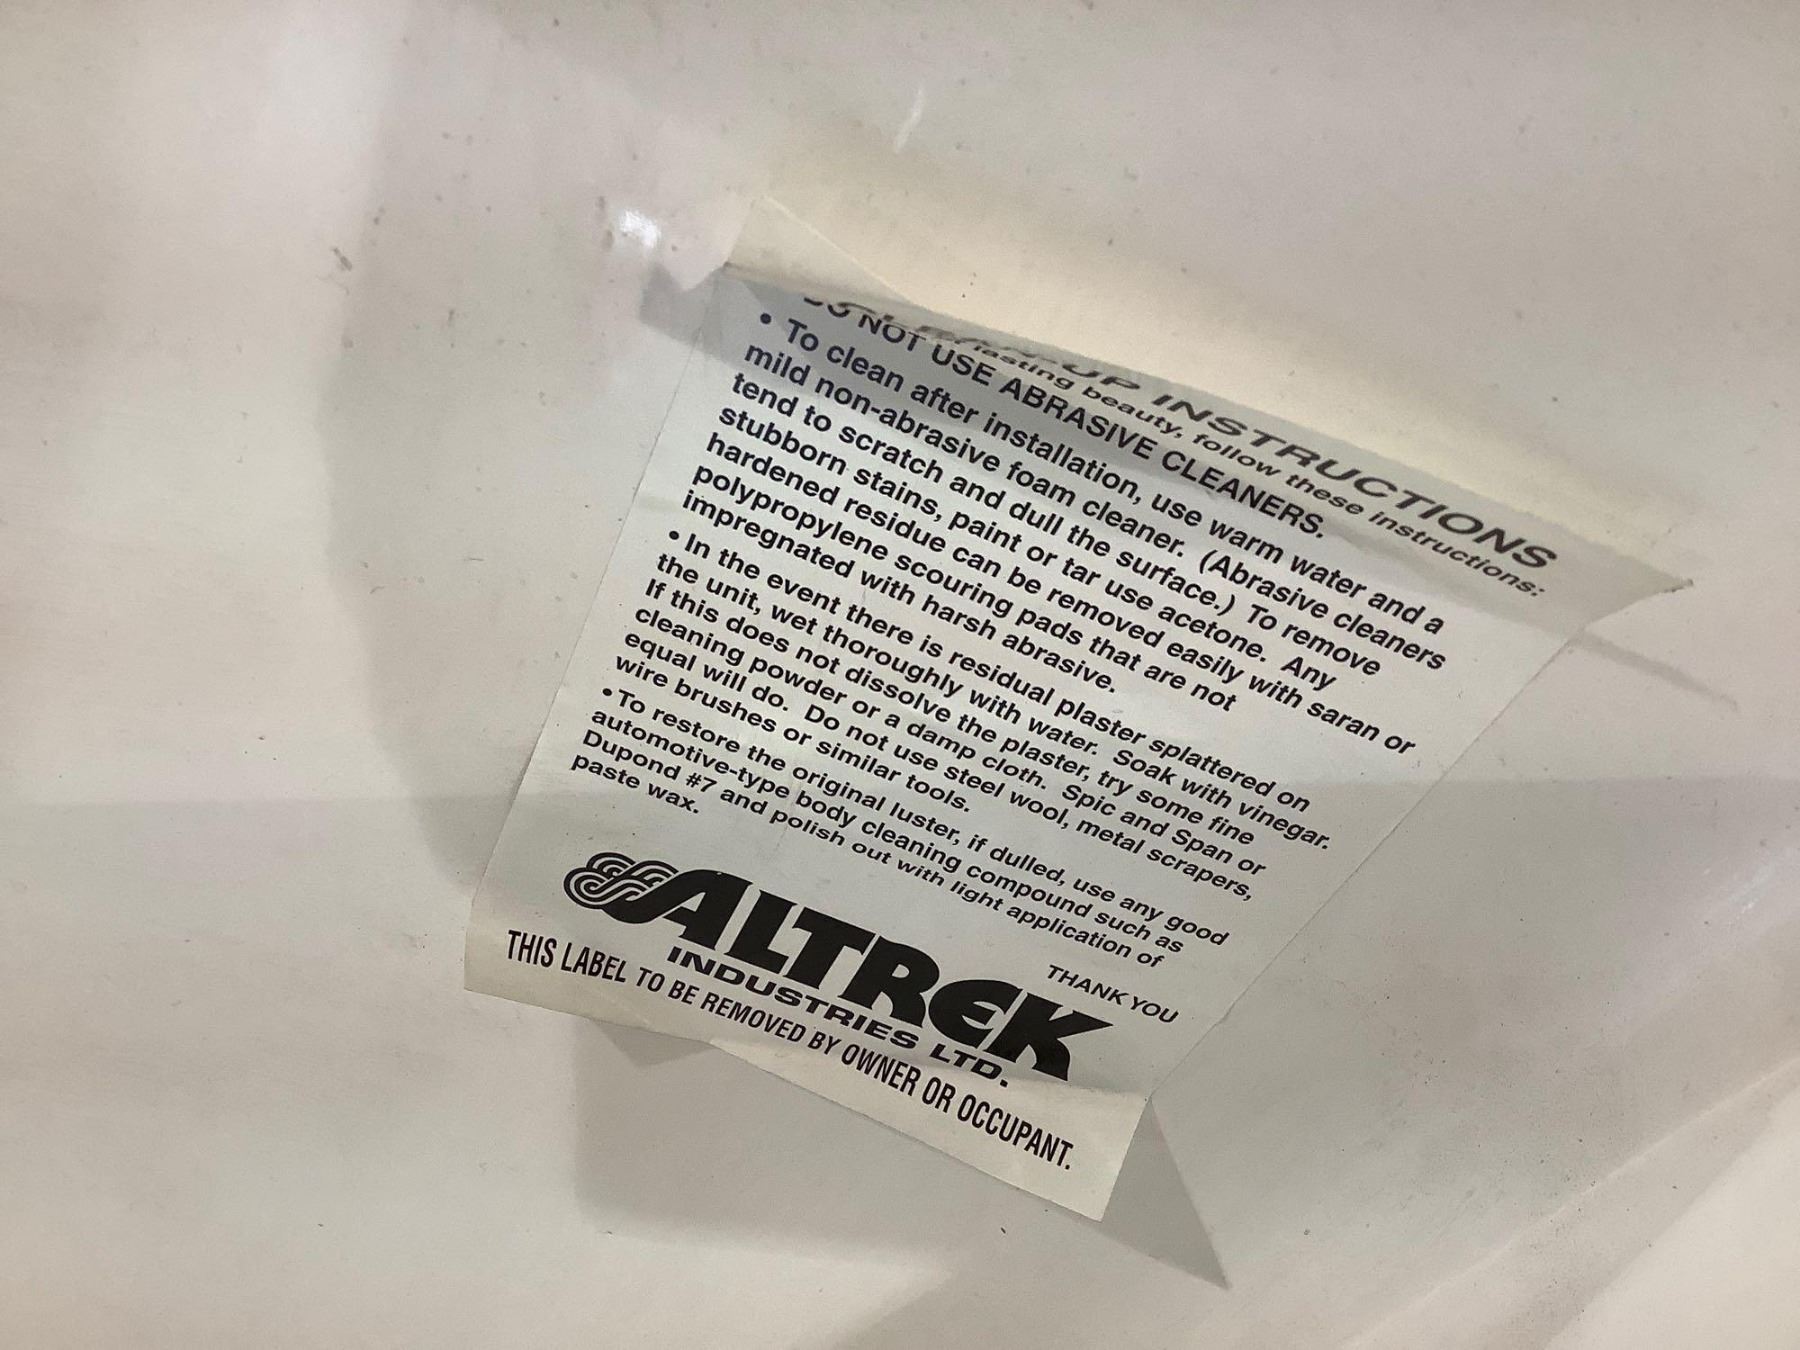 UP INSTRUCTIONS
lasting beauty, follow these instructions:
NOT USE ABRASIVE CLEANERS.
• To clean after installation, use warm water and a
mild non-abrasive foam cleaner. (Abrasive cleaners
tend to scratch and dull the surface.) To remove
stubborn stains, paint or tar use acetone. Any
hardened residue can be removed easily with saran or
polypropylene scouring pads that are not
impregnated with harsh abrasive.
• In the event there is residual plaster splattered on
the unit, wet thoroughly with water. Soak with vinegar.
If this does not dissolve the plaster, try some fine
cleaning powder or a damp cloth. Spic and Span or
equal will do. Do not use steel wool, metal scrapers,
wire brushes or similar tools.
• To restore the original luster, if dulled, use any good
automotive-type body cleaning compound such as
Dupond #7 and polish out with light application of
paste wax.
THANK YOU
ALTREK
INDUSTRIES LTD.
THIS LABEL TO BE REMOVED BY OWNER OR OCCUPANT.